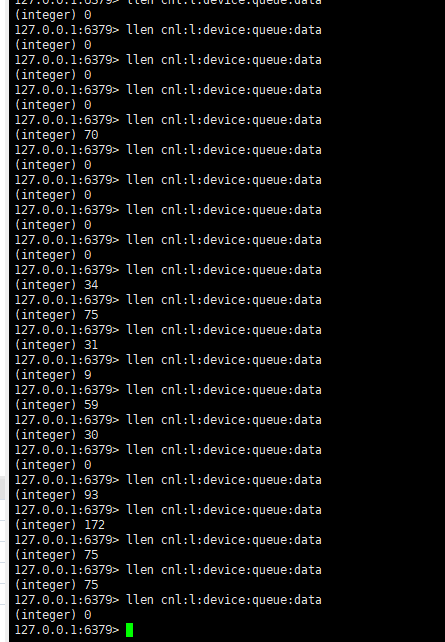 127.0.0.1:6379> llen cnl:l:device:queue:data
(integer) 0
127.0.0.1:6379> llen cnl:l:device:queue:data
(integer) 0
127.0.0.1:6379> llen cnl:l:device:queue:data
(integer) 0
127.0.0.1:6379> llen cnl:l:device:queue:data
(integer) 0
127.0.0.1:6379> llen cnl:l:device:queue:data
(integer) 70
127.0.0.1:6379> llen cnl:l:device:queue:data
(integer) 0
127.0.0.1:6379> llen cnl:l:device:queue:data
(integer) 0
127.0.0.1:6379> llen cnl:l:device:queue:data
(integer) 0
127.0.0.1:6379> llen cnl:l:device:queue:data
(integer) 0
127.0.0.1:6379> llen cnl:l:device:queue:data
(integer) 34
127.0.0.1:6379> llen cnl:l:device:queue:data
(integer) 75
127.0.0.1:6379> llen cnl:l:device:queue:data
(integer) 31
127.0.0.1:6379> llen cnl:l:device:queue:data
(integer) 9
127.0.0.1:6379> llen cnl:l:device:queue:data
(integer) 59
127.0.0.1:6379> llen cnl:l:device:queue:data
(integer) 30
127.0.0.1:6379> llen cnl:l:device:queue:data
(integer) 0
127.0.0.1:6379> llen cnl:l:device:queue:data
(integer) 93
127.0.0.1:6379> llen cnl:l:device:queue:data
(integer) 172
127.0.0.1:6379> llen cnl:l:device:queue:data
(integer) 75
127.0.0.1:6379> llen cnl:l:device:queue:data
(integer) 75
127.0.0.1:6379> llen cnl:l:device:queue:data
(integer) 0
127.0.0.1:6379>